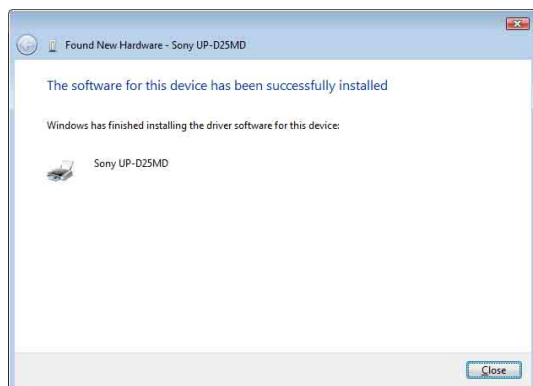 Found New Hardware - Sony UP-D25MD
The software for this device has been successfully installed
Windows has finished installing the driver software for this device:
Sony UP-D25MD
Close